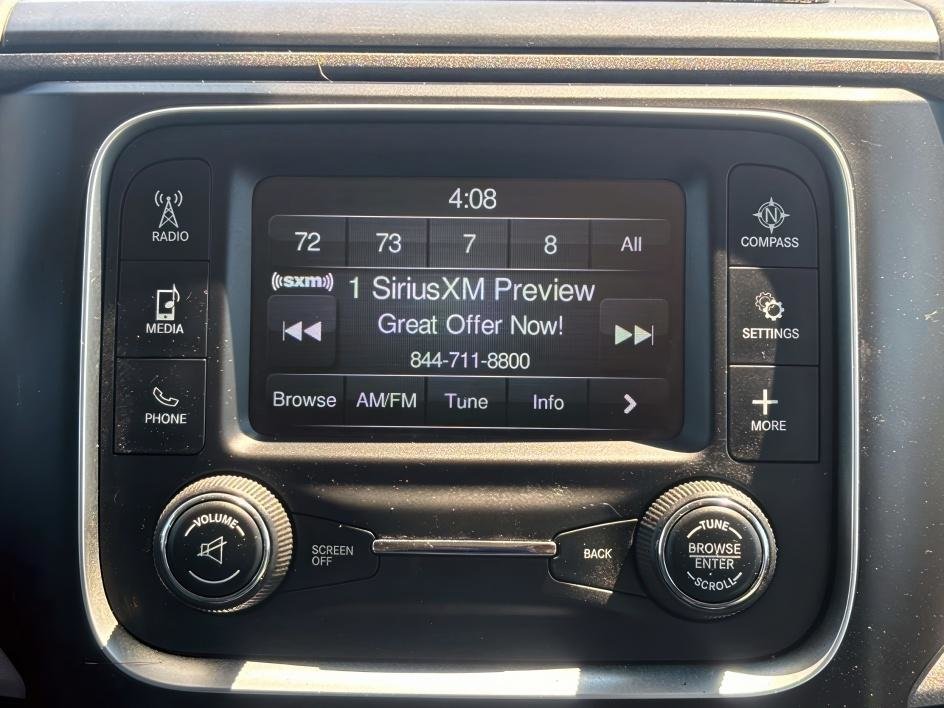 4:08
72 73 7 8 All
((sxm))
1 SiriusXM Preview
Great Offer Now!
844-711-8800
Browse AM/FM Tune Info
RADIO
MEDIA
PHONE
N
COMPASS
SETTINGS
MORE
VOLUME
SCREEN
OFF
BACK
TUNE
BROWSE
ENTER
SCROLL